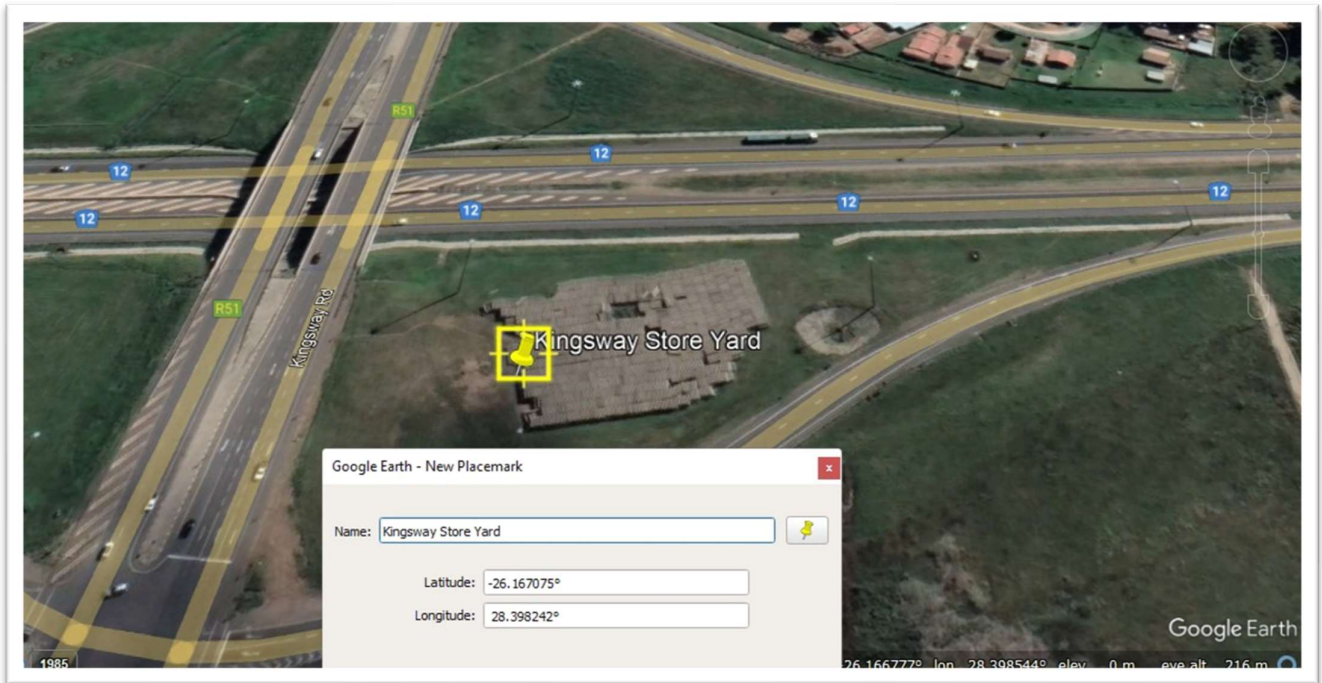 R51
12
12
12
12
12
12
R51
Kingsway Rd
Kingsway Store Yard
Google Earth - New Placemark
x
Name: Kingsway Store Yard
Latitude: -26.167075°
Longitude: 28.398242°
Google Earth
1985
26.166777° lon 28.398544° elev 0 m eye alt 216 m